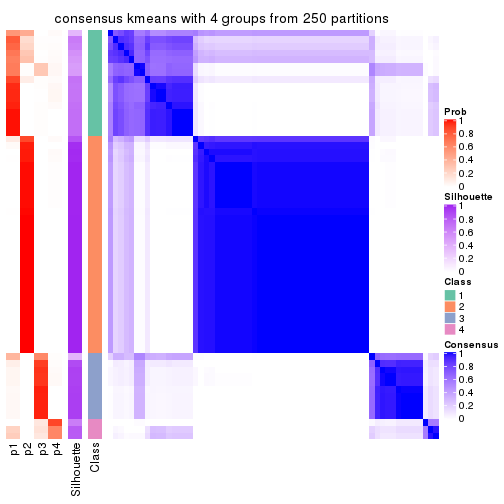 consensus kmeans with 4 groups from 250 partitions
Prob
1
0.8
0.6
0.4
0.2
0
Silhouette
1
0.8
0.6
0.4
0.2
0
Class
1
2
3
4
Consensus
1
0.8
0.6
0.4
0.2
0
p1
p2
p3
p4
Silhouette
Class